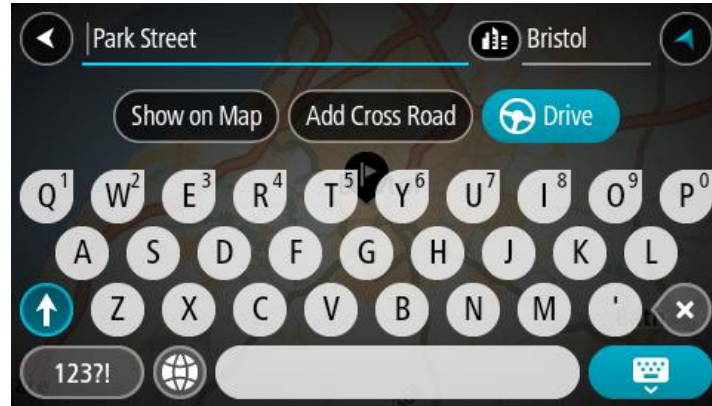 Park Street Bristol
Show on Map Add Cross Road Drive
Q1 W2 E3 R4 T5 Y6 U7 I8 O9 P0
A S D F G H J K L
Z X C V B N M '
123?!